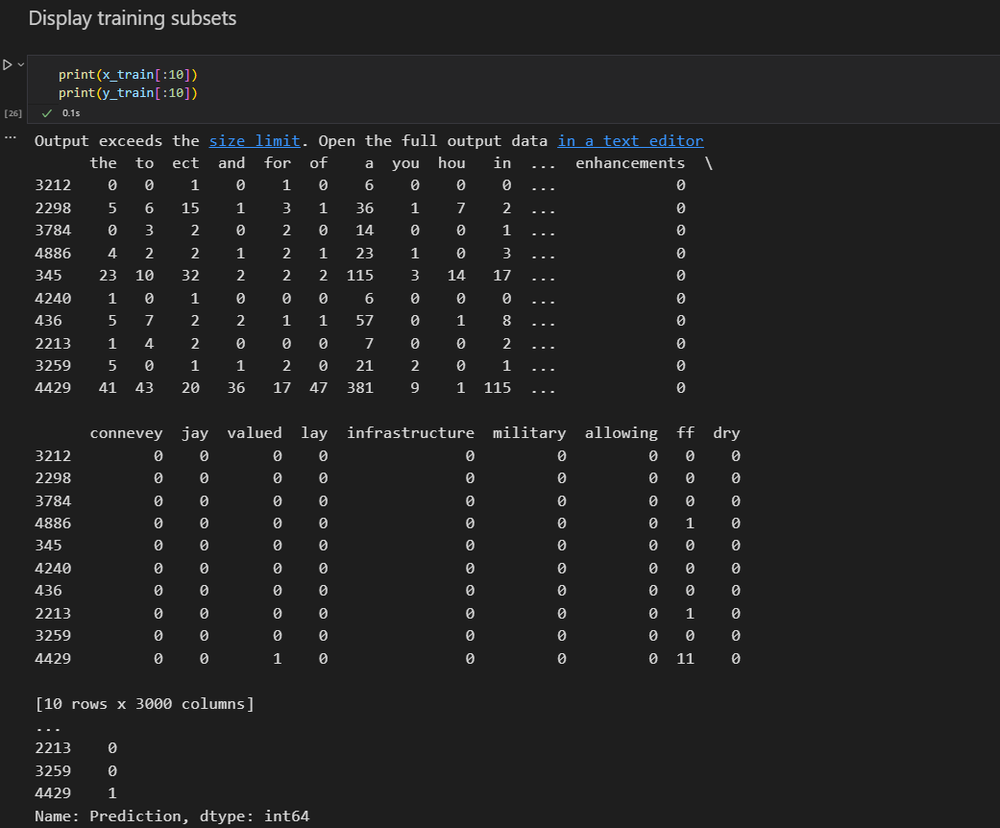 Display training subsets
print(x_train[:10])
print(y_train[:10])
[26]
0.1s
...
Output exceeds the size limit. Open the full output data in a text editor
the to ect and for of a you hou in ... enhancements \
3212 0 0 1 0 1 0 6 0 0 0 ... 0
2298 5 6 15 1 3 1 36 1 7 2 ... 0
3784 0 3 2 0 2 0 14 0 0 1 ... 0
4886 4 2 2 1 2 1 23 1 0 3 ... 0
345 23 10 32 2 2 2 115 3 14 17 ... 0
4240 1 0 1 0 0 0 6 0 0 0 ... 0
436 5 7 2 2 1 1 57 0 1 8 ... 0
2213 1 4 2 0 0 0 7 0 0 2 ... 0
3259 5 0 1 1 2 0 21 2 0 1 ... 0
4429 41 43 20 36 17 47 381 9 1 115 ... 0
connevey jay valued lay infrastructure military allowing ff dry
3212 0 0 0 0 0 0 0 0 0
2298 0 0 0 0 0 0 0 0 0
3784 0 0 0 0 0 0 0 0 0
4886 0 0 0 0 0 0 0 1 0
345 0 0 0 0 0 0 0 0 0
4240 0 0 0 0 0 0 0 0 0
436 0 0 0 0 0 0 0 0 0
2213 0 0 0 0 0 0 0 1 0
3259 0 0 0 0 0 0 0 0 0
4429 0 0 1 0 0 0 0 11 0
[10 rows x 3000 columns]
...
2213 0
3259 0
4429 1
Name: Prediction, dtype: int64